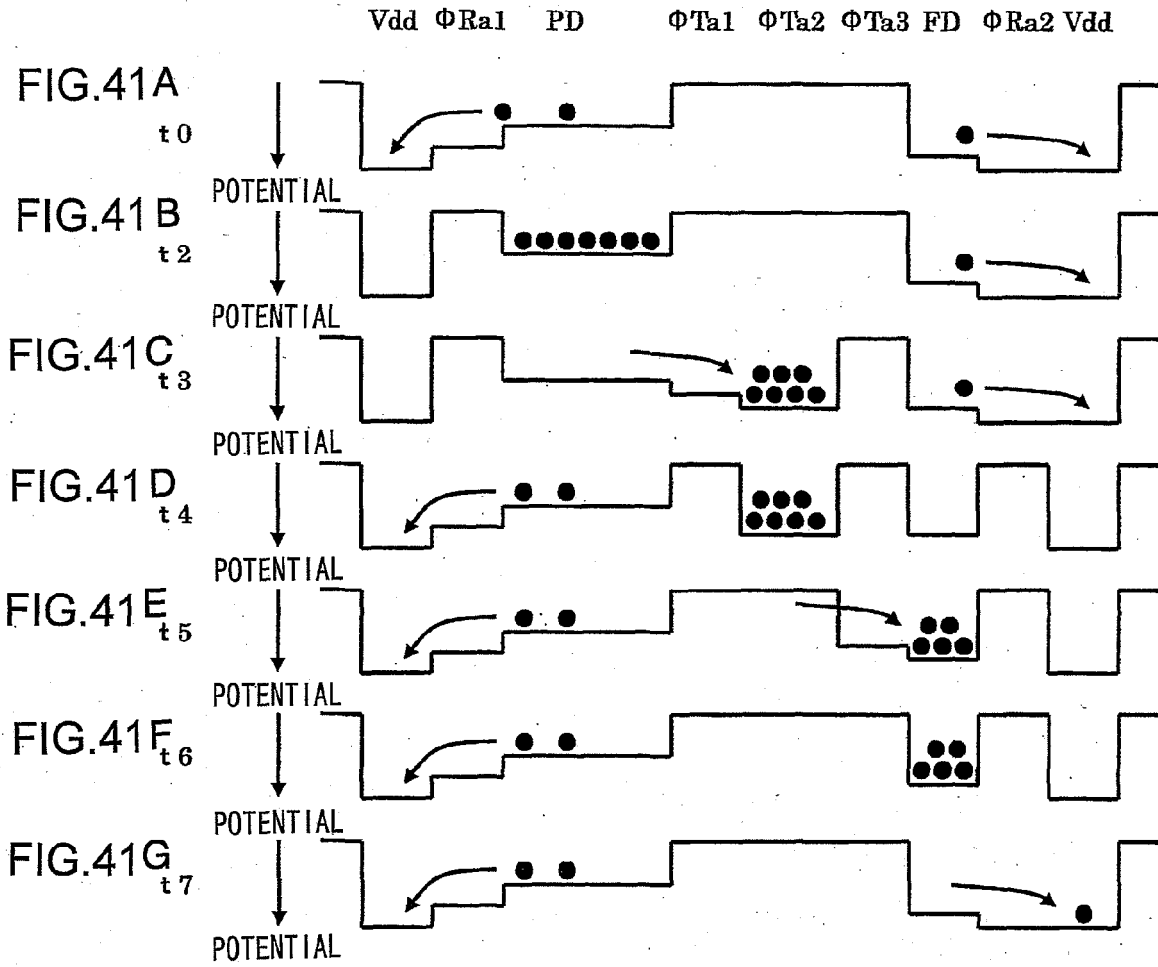 Vdd ΦRa1 PD ΦTa1 ΦTa2 ΦTa3 FD ΦRa2 Vdd
FIG.41A
t0
POTENTIAL
FIG.41B
t2
POTENTIAL
FIG.41C
t3
POTENTIAL
FIG.41D
t4
POTENTIAL
FIG.41E
t5
POTENTIAL
FIG.41F
t6
POTENTIAL
FIG.41G
t7
POTENTIAL